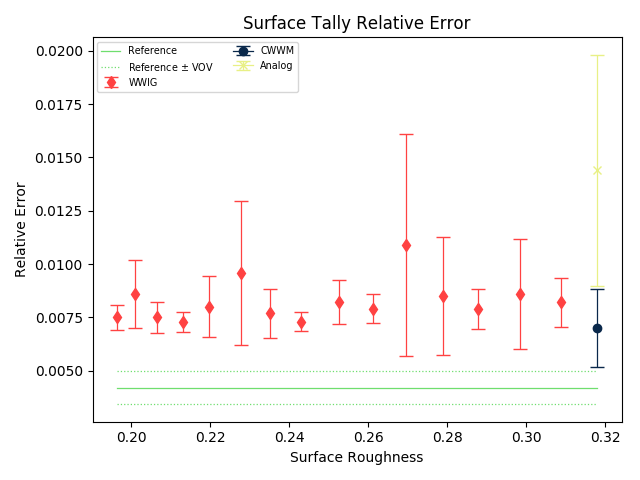 Surface Tally Relative Error
Reference
Reference ± VOV
WWIG
CWWM
Analog
0.0200
0.0175
0.0150
0.0125
0.0100
0.0075
0.0050
Relative Error
0.20 0.22 0.24 0.26 0.28 0.30 0.32
Surface Roughness